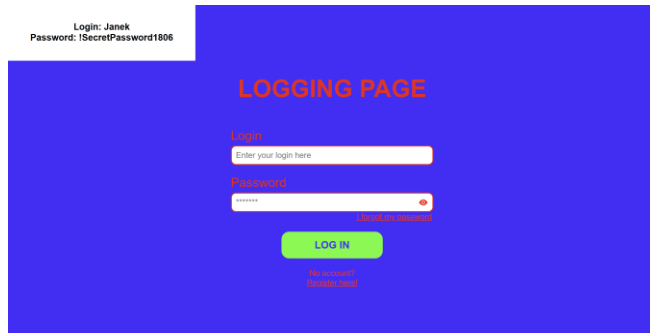 Login: Janek
Password: !SecretPassword1806
LOGGING PAGE
Login
Enter your login here
Password
*******
I forgot my password
LOG IN
No account?
Register here!